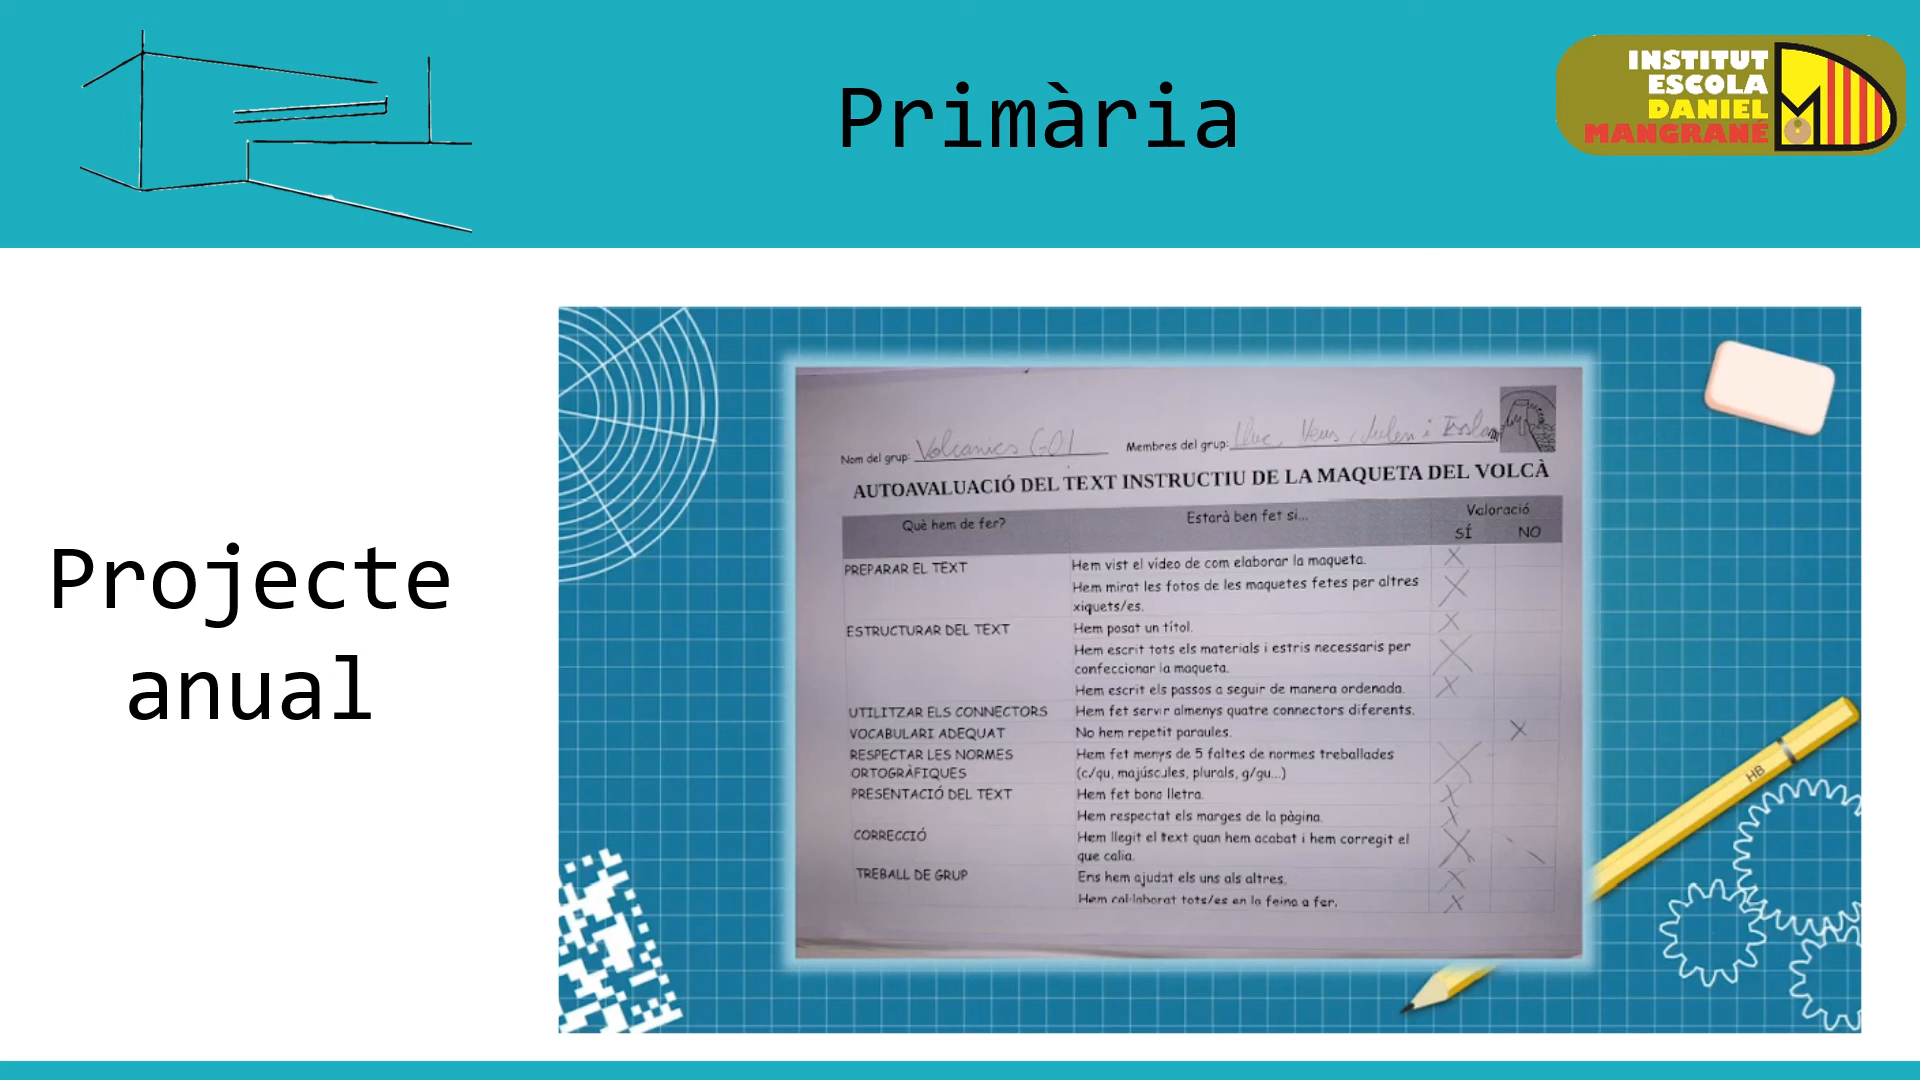 Primària
INSTITUT
ESCOLA
DANIEL
MANGRANÉ
Projecte
anual
Nom del grup: Volcanics GOI
Membres del grup: Lluc, Veus, Julen i
AUTOAVALUACIÓ DEL TEXT INSTRUCTIU DE LA MAQUETA DEL VOLCÀ
Què hem de fer? Estarà ben fet si... Valoració
SÍ NO
PREPARAR EL TEXT Hem vist el vídeo de com elaborar la maqueta. X
Hem mirat les fotos de les maquetes fetes per altres X
xiquets/es.
ESTRUCTURAR DEL TEXT Hem posat un títol. X
Hem escrit tots els materials i estris necessaris per X
confeccionar la maqueta.
Hem escrit els passos a seguir de manera ordenada. X
UTILITZAR ELS CONNECTORS Hem fet servir almenys quatre connectors diferents.
VOCABULARI ADEQUAT No hem repetit paraules. X
RESPECTAR LES NORMES Hem fet menys de 5 faltes de normes treballades X
ORTOGRÀFIQUES (c/qu, majúscules, plurals, g/gu...)
PRESENTACIÓ DEL TEXT Hem fet bona lletra. X
Hem respectat els marges de la pàgina. X
CORRECCIÓ Hem llegit el text quan hem acabat i hem corregit el X
que calia.
TREBALL DE GRUP Ens hem ajudat els uns als altres. X
Hem col·laborat tots/es en la feina a fer. X
HB